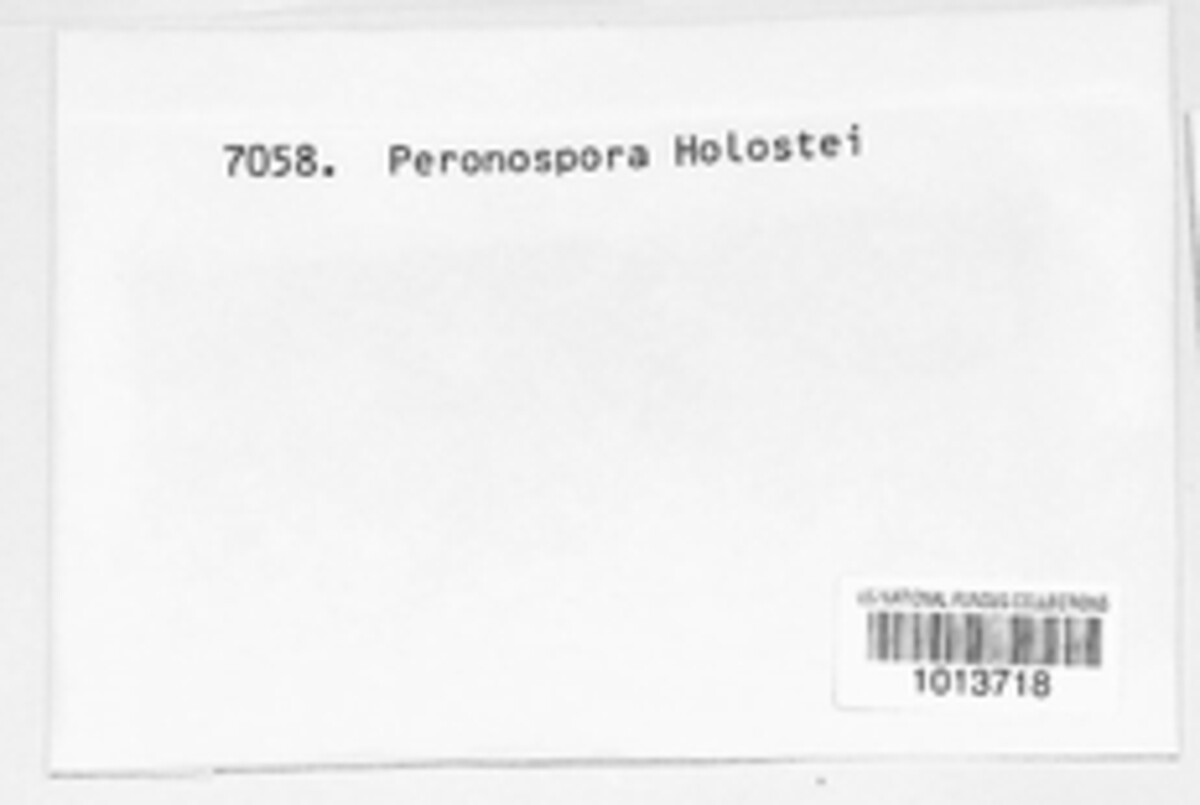 7058. Peronospora Holostei
US NATIONAL FUNGUS COLLECTIONS
1013718